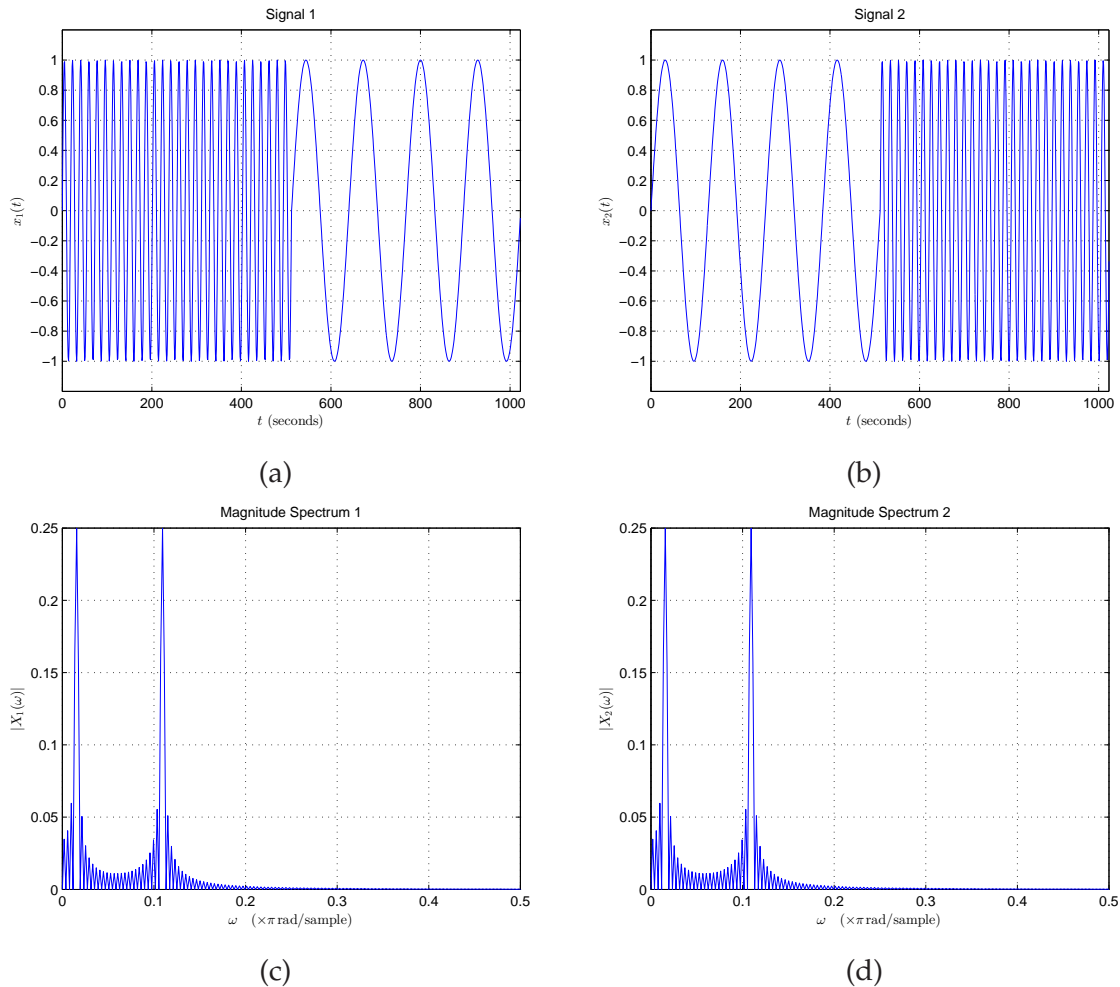 Signal 1
1
0.8
0.6
0.4
0.2
0
−0.2
−0.4
−0.6
−0.8
−1
x₁(t)
0 200 400 600 800 1000
t (seconds)
(a)
Signal 2
1
0.8
0.6
0.4
0.2
0
−0.2
−0.4
−0.6
−0.8
−1
x₂(t)
0 200 400 600 800 1000
t (seconds)
(b)
Magnitude Spectrum 1
0.25
0.2
0.15
0.1
0.05
0
|X₁(ω)|
0 0.1 0.2 0.3 0.4 0.5
ω (×π rad/sample)
(c)
Magnitude Spectrum 2
0.25
0.2
0.15
0.1
0.05
0
|X₂(ω)|
0 0.1 0.2 0.3 0.4 0.5
ω (×π rad/sample)
(d)